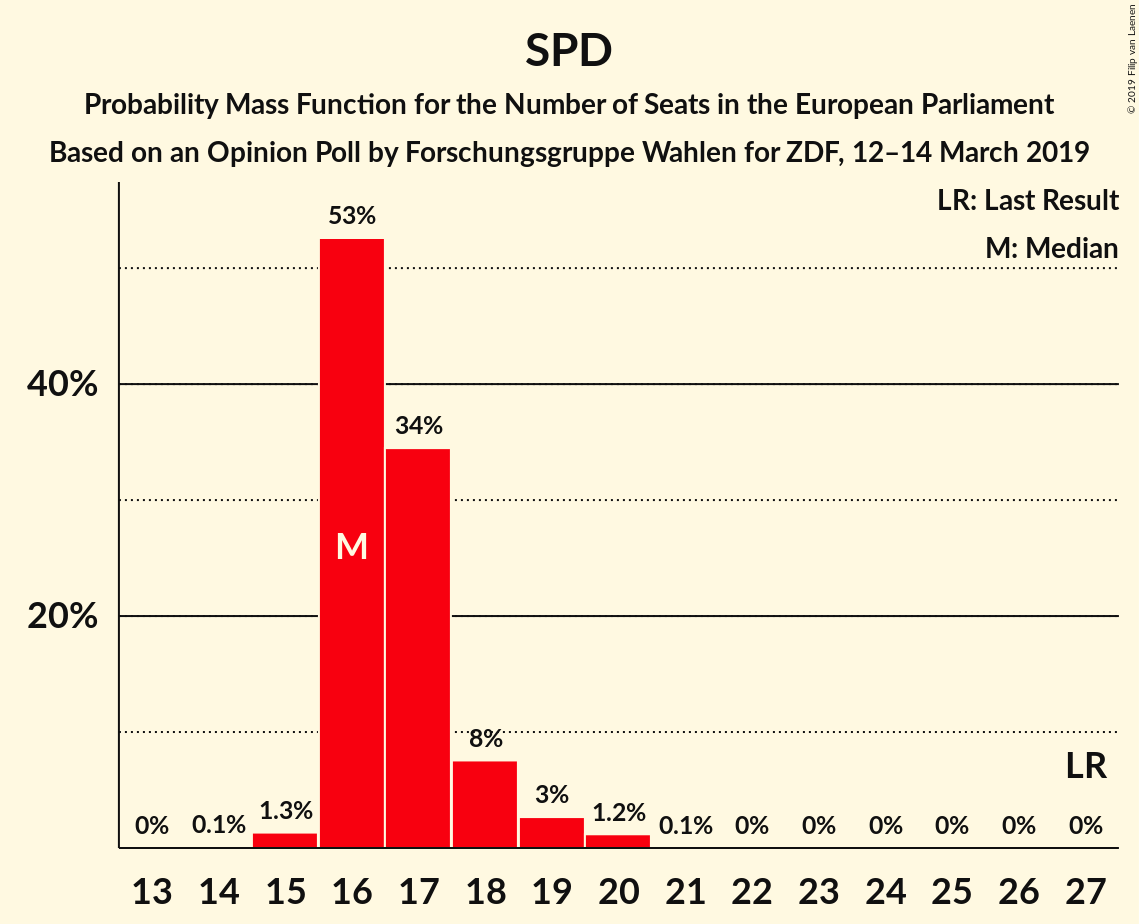 SPD
Probability Mass Function for the Number of Seats in the European Parliament
Based on an Opinion Poll by Forschungsgruppe Wahlen for ZDF, 12–14 March 2019
© 2019 Filip van Laenen
LR: Last Result
M: Median
53%
40%
34%
M
20%
8%
LR
3%
0% 0.1% 1.3% 1.2% 0.1% 0% 0% 0% 0% 0% 0%
13 14 15 16 17 18 19 20 21 22 23 24 25 26 27